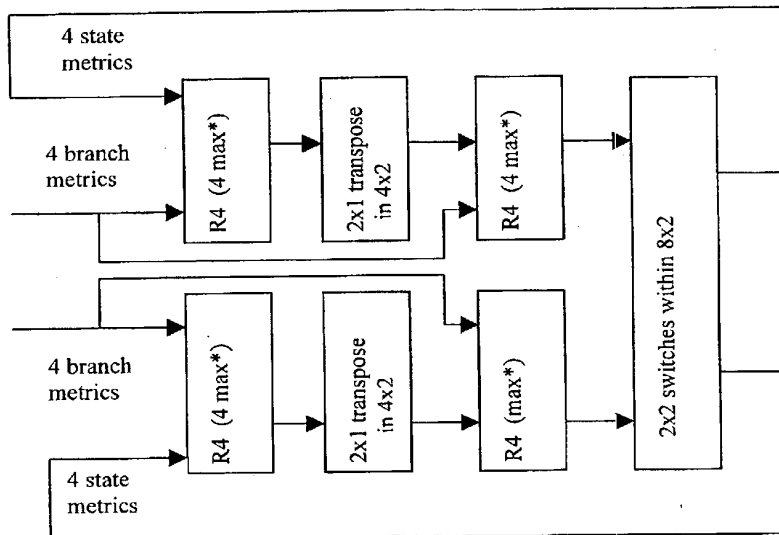 4 state
metrics
4 branch
metrics
R4 (4 max*)
2x1 transpose
in 4x2
R4 (4 max*)
2x2 switches within 8x2
4 branch
metrics
R4 (4 max*)
2x1 transpose
in 4x2
R4 (max*)
4 state
metrics